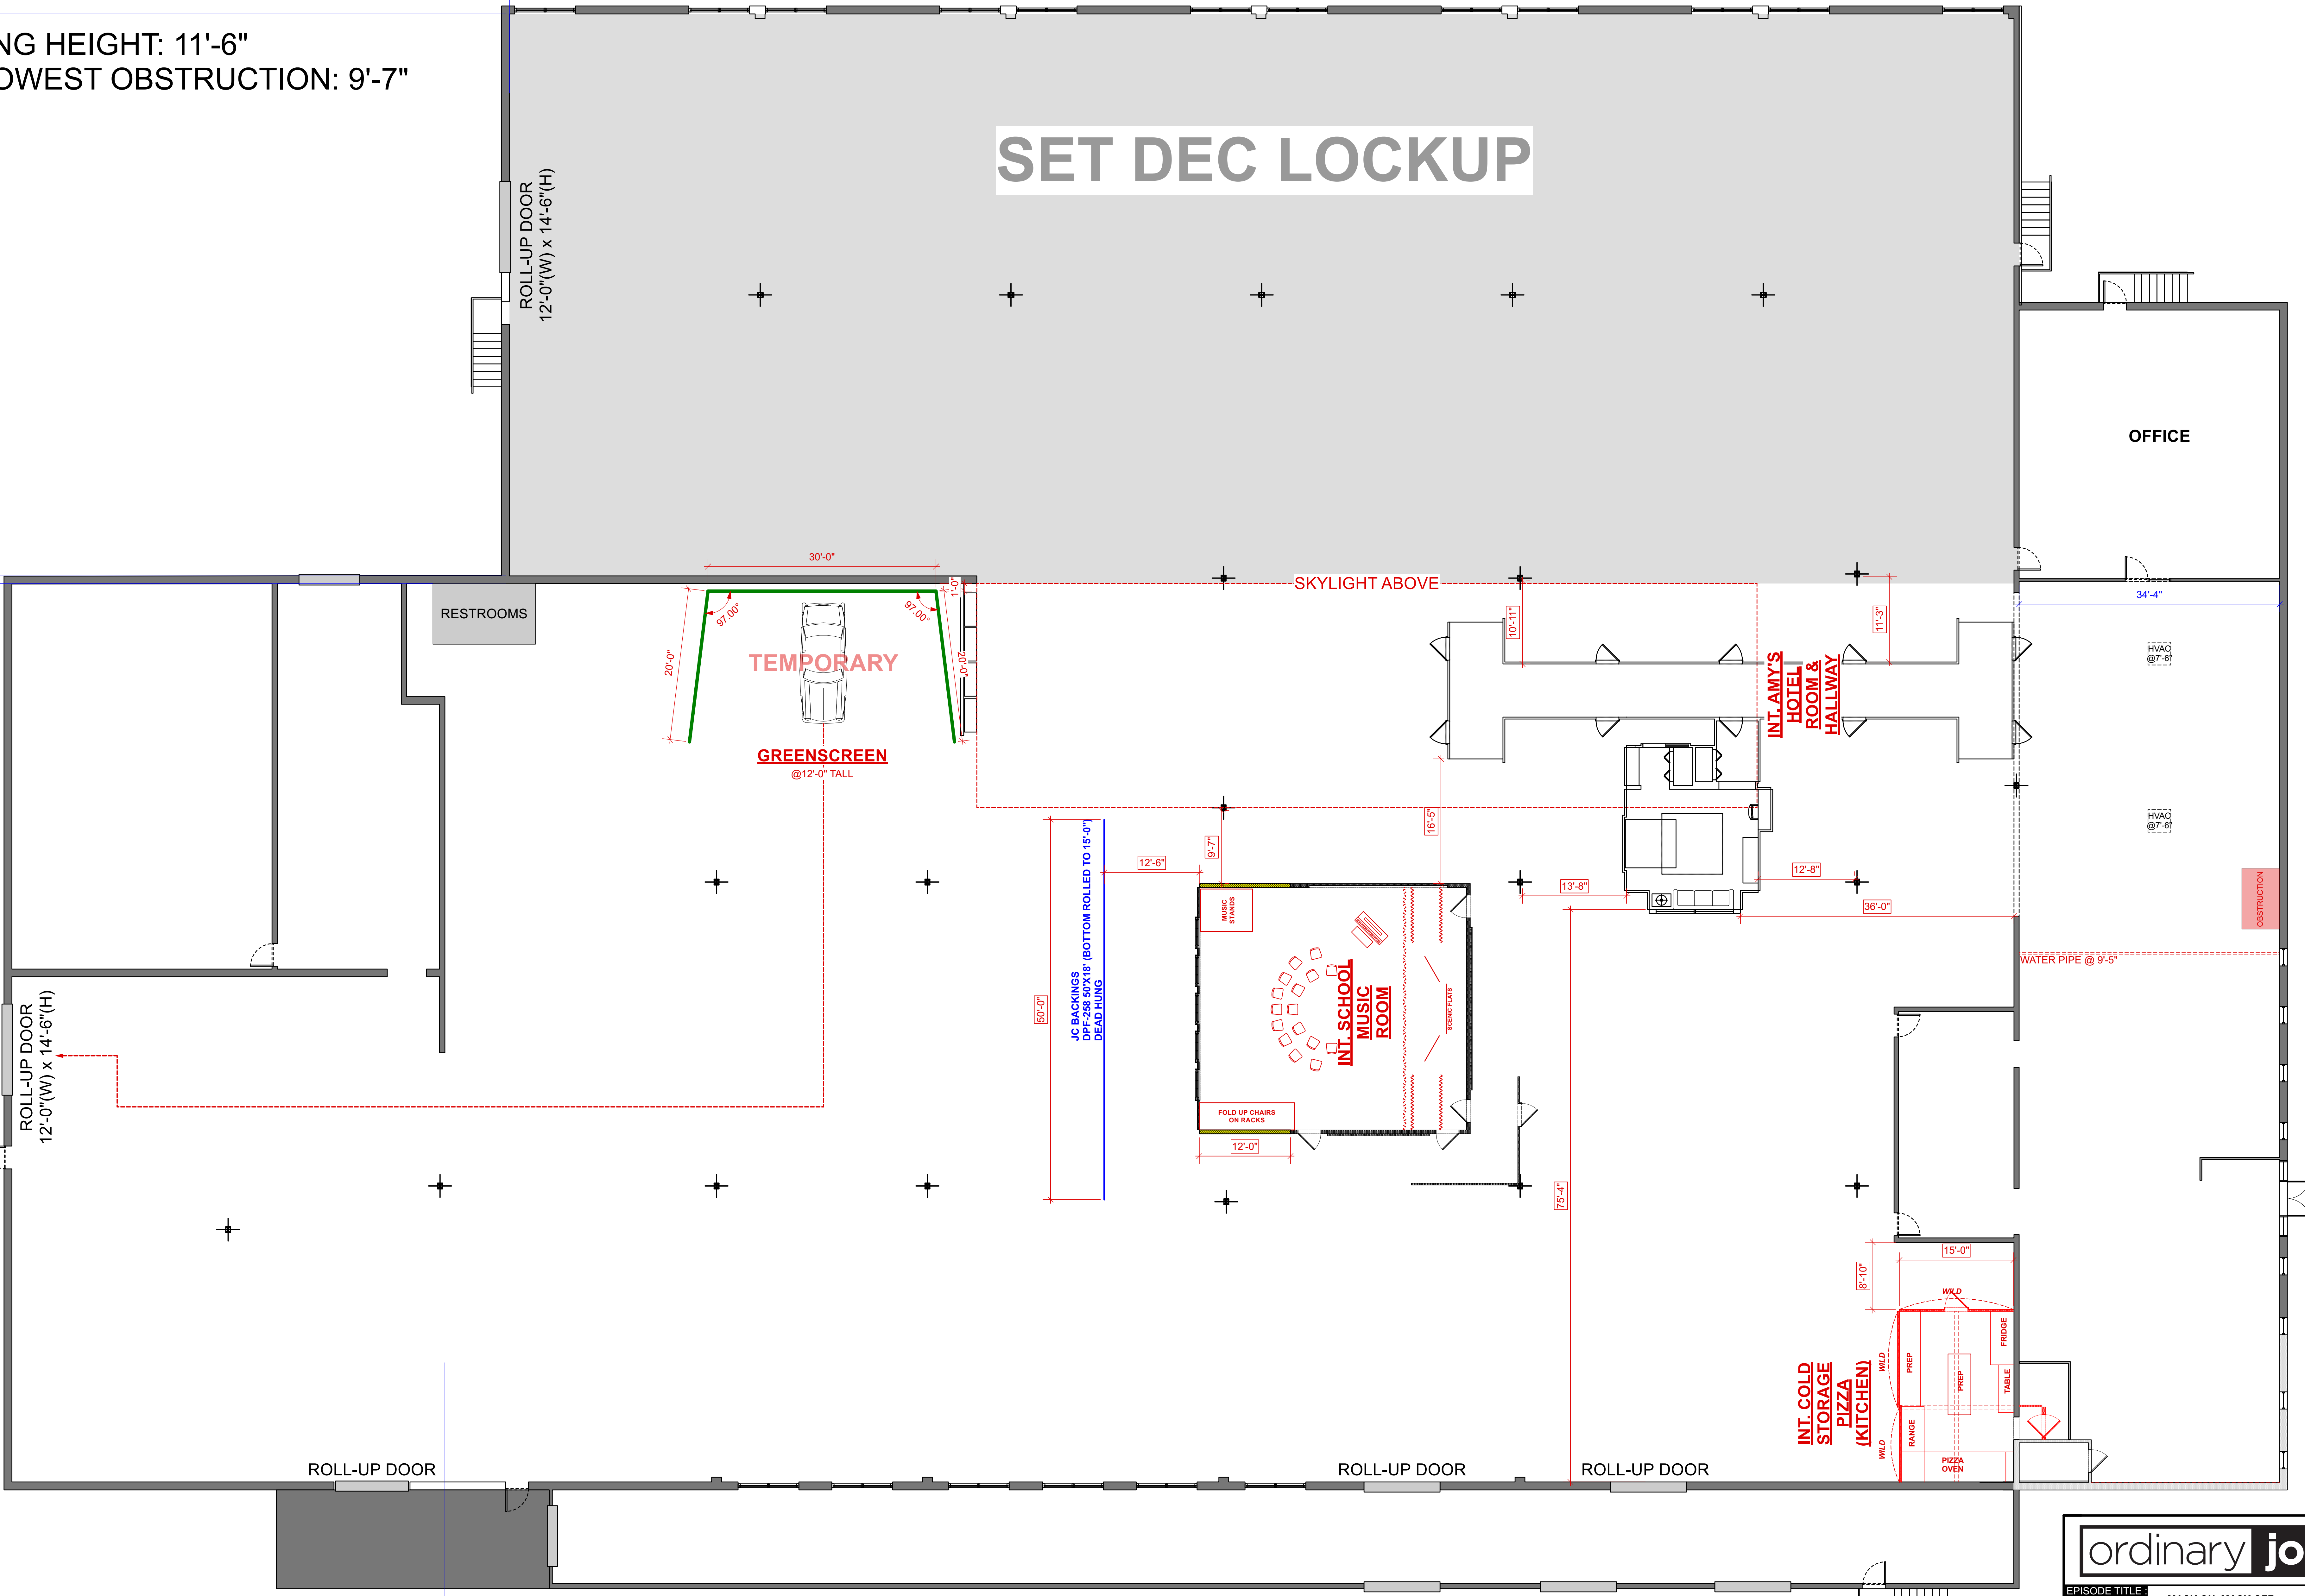 NG HEIGHT: 11'-6"
OWEST OBSTRUCTION: 9'-7"
SET DEC LOCKUP
ROLL-UP DOOR
12'-0"(W) x 14'-6"(H)
OFFICE
30'-0"
1'-0"
SKYLIGHT ABOVE
RESTROOMS
97.00°
97.00°
20'-0"
20'-0"
TEMPORARY
GREENSCREEN
@12'-0" TALL
10'-11"
11'-3"
34'-4"
HVAC
@7'-6"
HVAC
@7'-6"
INT. AMY'S
HOTEL
ROOM &
HALLWAY
16'-5"
9'-7"
12'-6"
13'-8"
12'-8"
36'-0"
OBSTRUCTION
WATER PIPE @ 9'-5"
50'-0"
JC BACKINGS
DPF-258 50'X18' (BOTTOM ROLLED TO 15'-0")
DEAD HUNG
MUSIC
STANDS
INT. SCHOOL
MUSIC
ROOM
SCENIC FLATS
FOLD UP CHAIRS
ON RACKS
12'-0"
75'-4"
ROLL-UP DOOR
12'-0"(W) x 14'-6"(H)
8'-10"
15'-0"
WILD
WILD
WILD
PREP
PREP
FRIDGE
TABLE
RANGE
PIZZA
OVEN
INT. COLD
STORAGE
PIZZA
(KITCHEN)
ROLL-UP DOOR
ROLL-UP DOOR
ROLL-UP DOOR
ordinary jo
EPISODE TITLE :